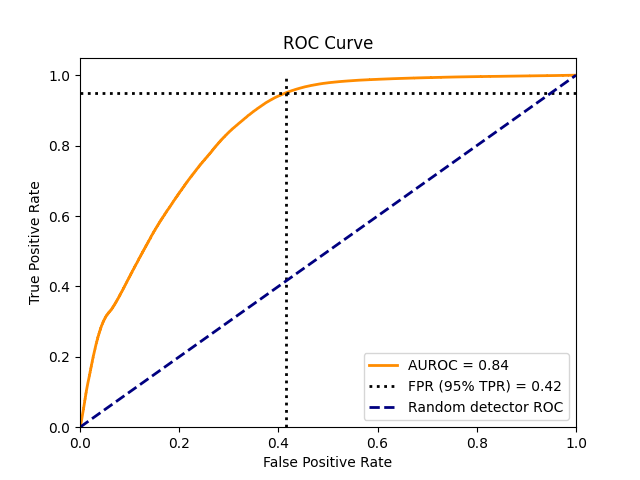 ROC Curve
True Positive Rate
1.0
0.8
0.6
0.4
0.2
0.0
0.0 0.2 0.4 0.6 0.8 1.0
False Positive Rate
AUROC = 0.84
FPR (95% TPR) = 0.42
Random detector ROC